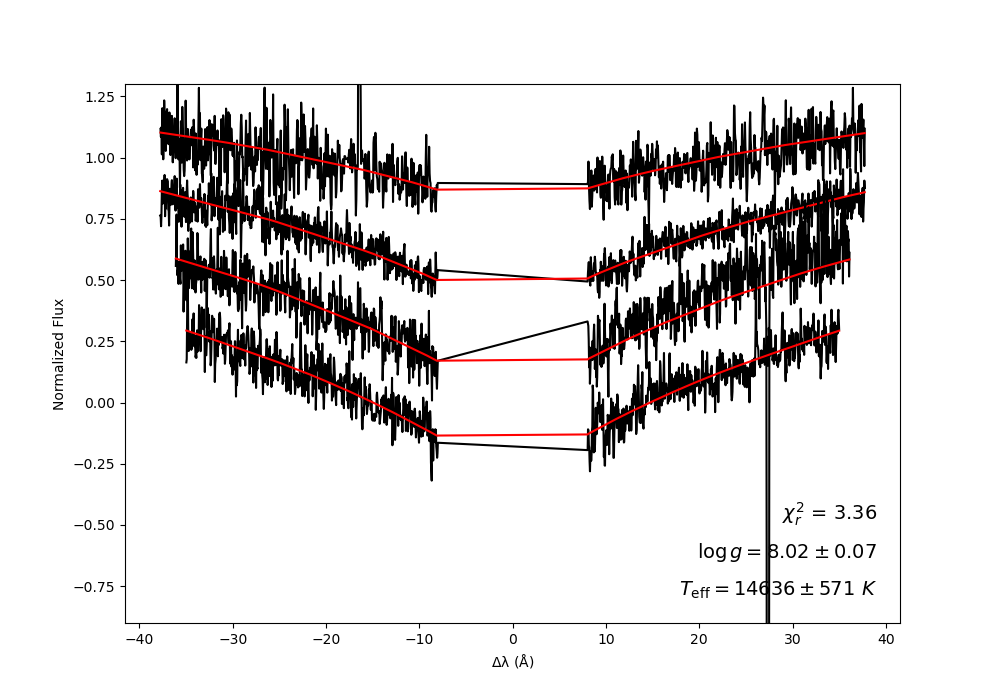 1.25
1.00
0.75
0.50
0.25
0.00
−0.25
−0.50
−0.75
Normalized Flux
χ_r^2 = 3.36
log g = 8.02 ± 0.07
T_eff = 14636 ± 571 K
−40 −30 −20 −10 0 10 20 30 40
Δλ (Å)